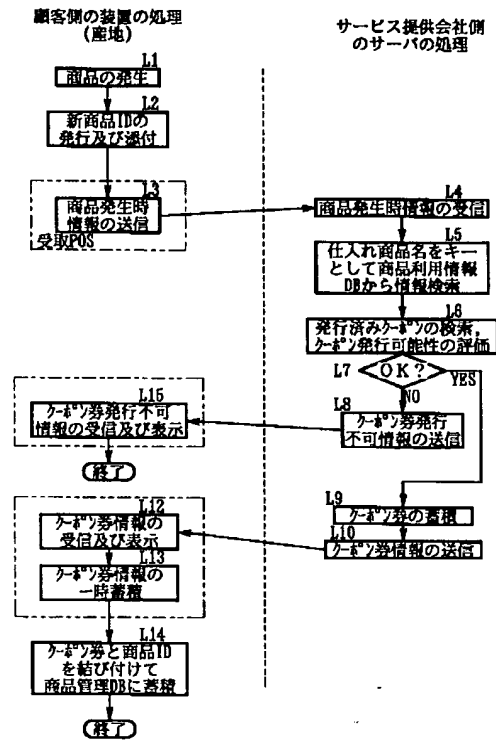 顧客側の装置の処理
(産地)
サービス提供会社側
のサーバの処理
L1
商品の発生
L2
新商品IDの
発行及び添付
L3
商品発生時
情報の送信
受取POS
L4
商品発生時情報の受信
L5
仕入れ商品名をキー
として商品利用情報
DBから情報検索
L6
発行済みクーポンの検索,
クーポン発行可能性の評価
L7
OK?
YES
NO
L8
クーポン券発行
不可情報の送信
L15
クーポン券発行不可
情報の受信及び表示
終了
L9
クーポン券の蓄積
L10
クーポン券情報の送信
L12
クーポン券情報の
受信及び表示
L13
クーポン券情報の
一時蓄積
L14
クーポン券と商品ID
を結び付けて
商品管理DBに蓄積
終了